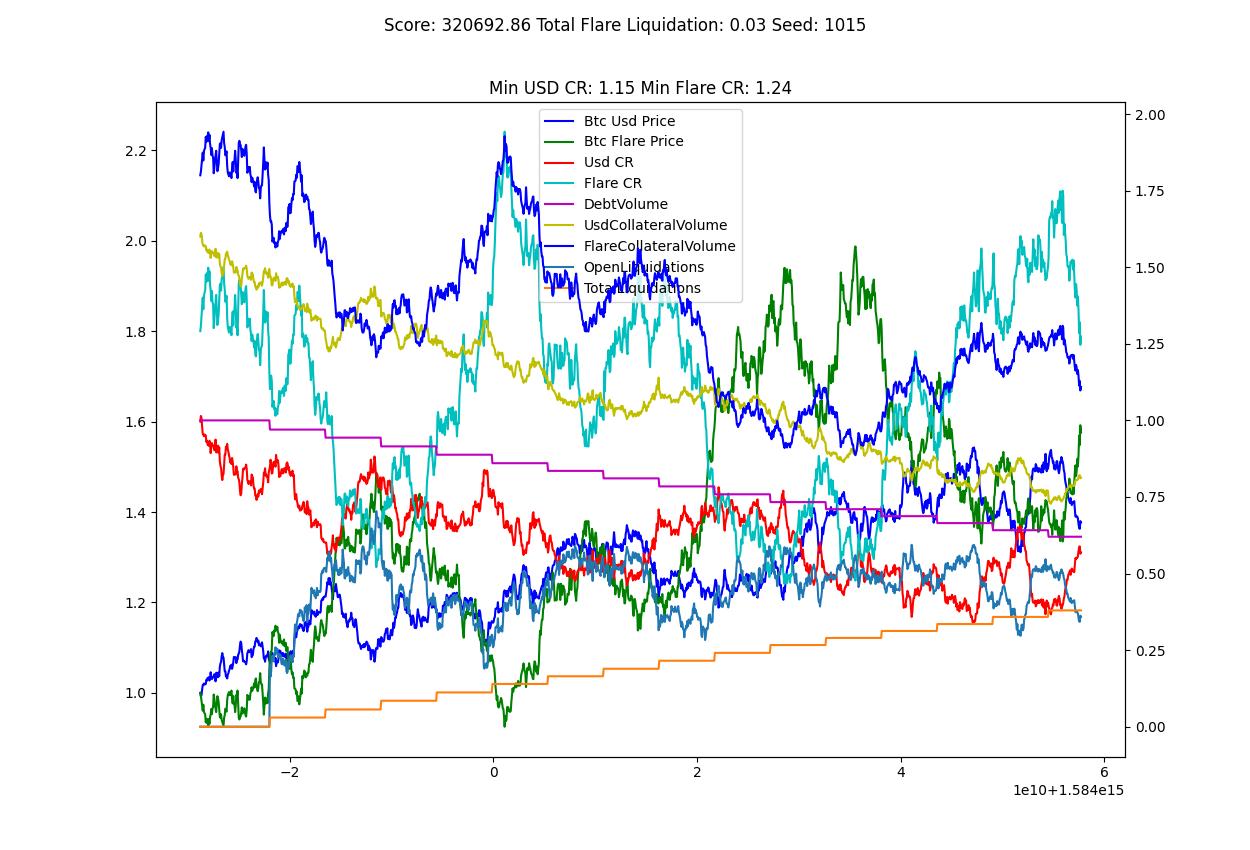 Score: 320692.86 Total Flare Liquidation: 0.03 Seed: 1015
Min USD CR: 1.15 Min Flare CR: 1.24
Btc Usd Price
Btc Flare Price
Usd CR
Flare CR
DebtVolume
UsdCollateralVolume
FlareCollateralVolume
OpenLiquidations
TotalLiquidations
2.2
2.0
1.8
1.6
1.4
1.2
1.0
2.00
1.75
1.50
1.25
1.00
0.75
0.50
0.25
0.00
−2 0 2 4 6
1e10+1.584e15